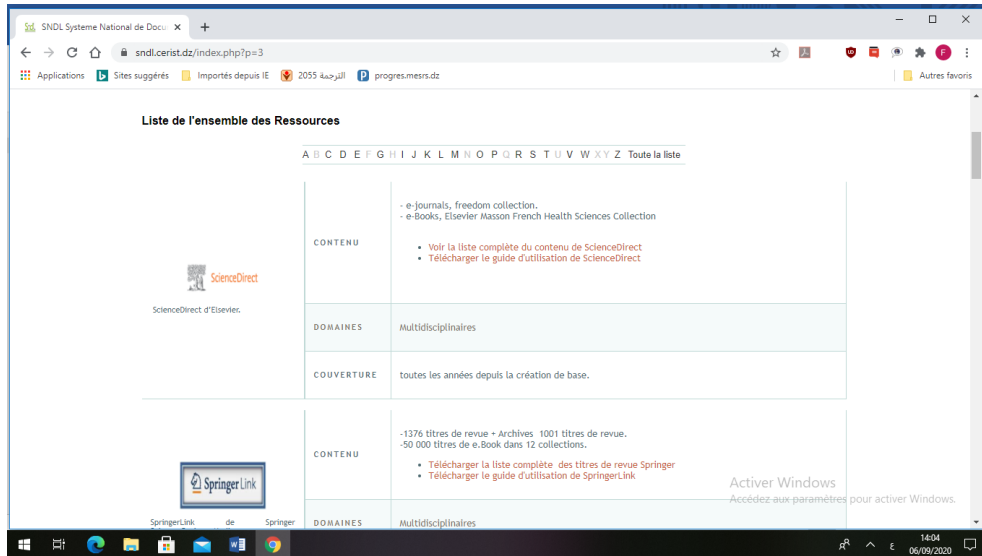 SNDL Systeme National de Docu
sndl.cerist.dz/index.php?p=3
F
Applications
Sites suggérés
Importés depuis IE
الترجمة 2055
progres.mesrs.dz
Autres favoris
Liste de l'ensemble des Ressources
A B C D E F G H I J K L M N O P Q R S T U V W X Y Z Toute la liste
- e-journals, freedom collection.
- e-Books, Elsevier Masson French Health Sciences Collection
CONTENU
• Voir la liste complète du contenu de ScienceDirect
• Télécharger le guide d'utilisation de ScienceDirect
ScienceDirect
ScienceDirect d'Elsevier.
DOMAINES
Multidisciplinaires
COUVERTURE
toutes les années depuis la création de base.
-1376 titres de revue + Archives 1001 titres de revue.
-50 000 titres de e.Book dans 12 collections.
CONTENU
• Télécharger la liste complète des titres de revue Springer
• Télécharger le guide d'utilisation de SpringerLink
Springer Link
SpringerLink de Springer
DOMAINES
Multidisciplinaires
Activer Windows
Accédez aux paramètres pour activer Windows.
14:04
06/09/2020